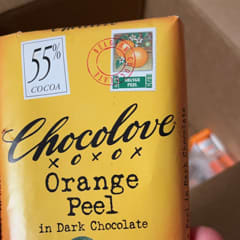 55%
COCOA
ORANGE
PEEL
Chocolove
XOXOX
Orange
Peel
in Dark Chocolate